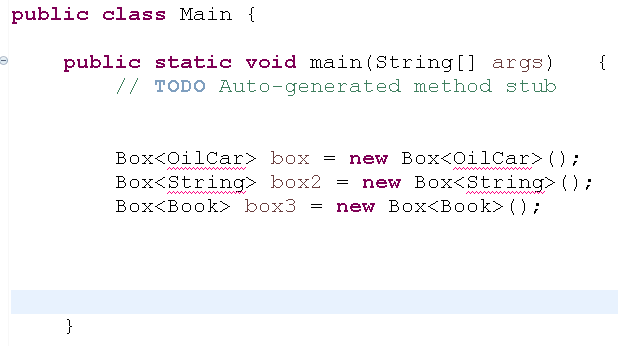 public class Main {
public static void main(String[] args) {
// TODO Auto-generated method stub
Box<OilCar> box = new Box<OilCar>();
Box<String> box2 = new Box<String>();
Box<Book> box3 = new Box<Book>();
}